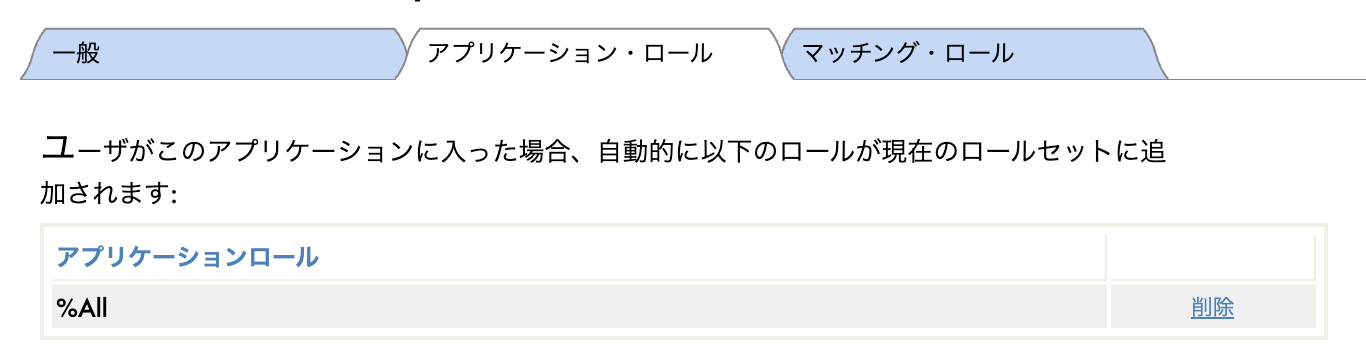 一般
アプリケーション・ロール
マッチング・ロール
ユーザがこのアプリケーションに入った場合、自動的に以下のロールが現在のロールセットに追
加されます:
アプリケーションロール
%All
削除